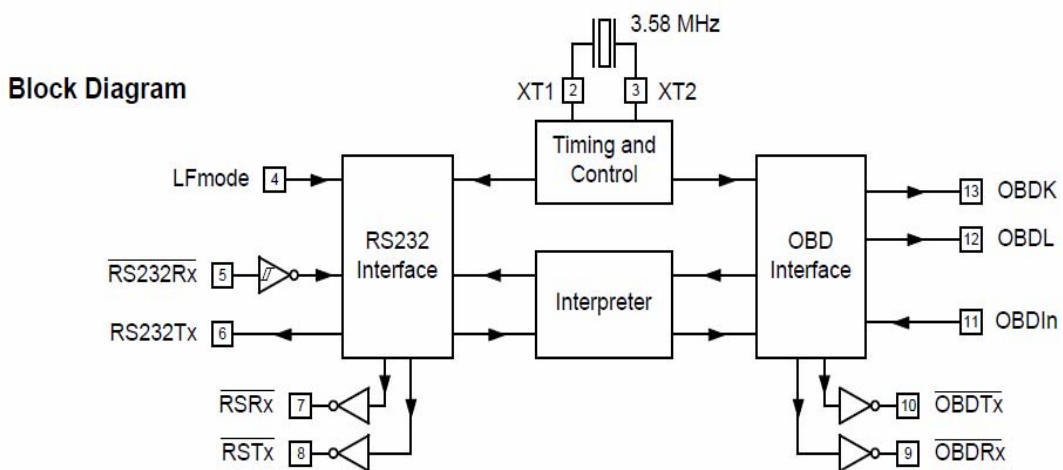 3.58 MHz
Block Diagram
XT1 2 3 XT2
Timing and
Control
LFmode 4
13 OBDK
RS232
Interface
OBD
Interface
12 OBDL
RS232Rx 5
Interpreter
RS232Tx 6
11 OBDIn
RSRx 7
10 OBDTx
RSTx 8
9 OBDRx